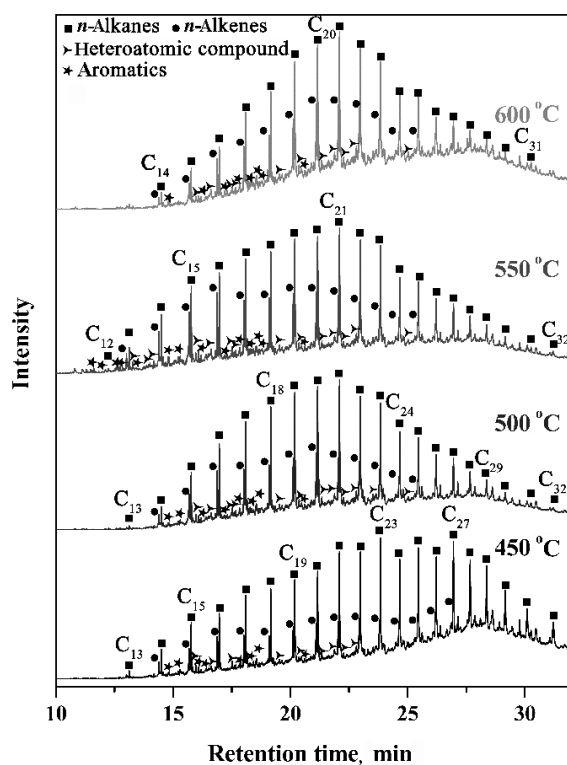 ■ n-Alkanes ● n-Alkenes
➤Heteroatomic compound
★ Aromatics
C₂₀
600 °C
C₁₄
C₃₁
C₂₁
C₁₅
550 °C
C₁₂
C₃₂
C₁₈
C₂₄
500 °C
C₁₃
C₂₉
C₃₂
C₂₃
C₂₇
450 °C
C₁₉
C₁₅
C₁₃
Intensity
10 15 20 25 30
Retention time, min